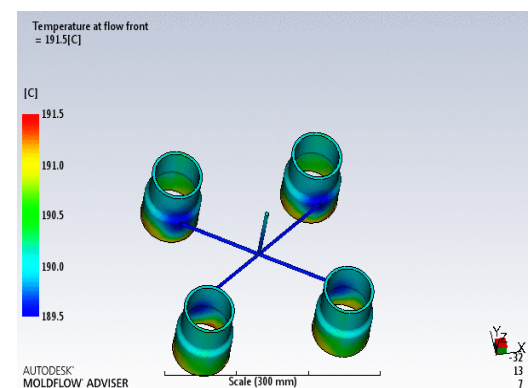 Temperature at flow front
= 191.5[C]
[C]
191.5
191.0
190.5
190.0
189.5
Y
Z
X
-32
13
Scale (300 mm)
AUTODESK®
MOLDFLOW® ADVISER